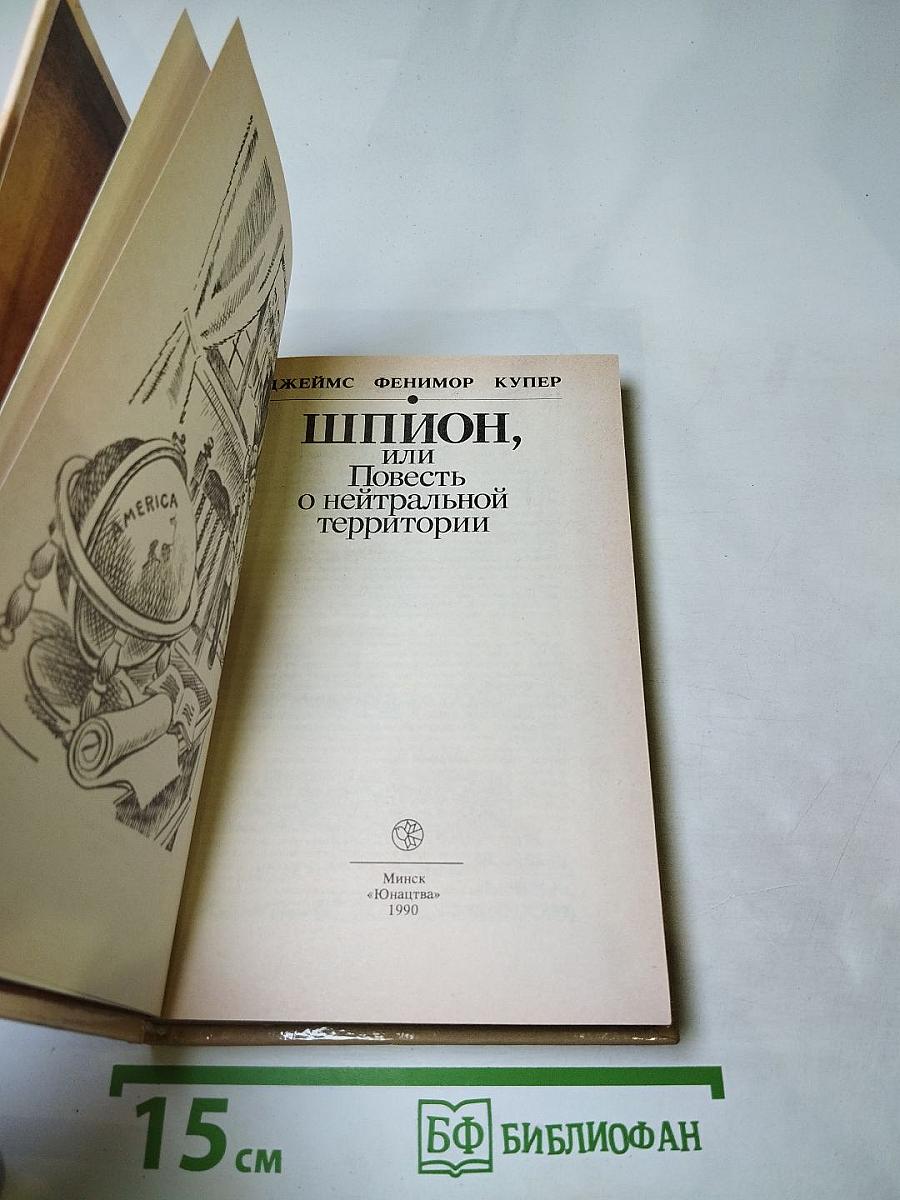 AMERICA
ДЖЕЙМС ФЕНИМОР КУПЕР
ШПИОН,
или
Повесть
о нейтральной
территории
Минск
«Юнацтва»
1990
15 см
БФ БИБЛИОФАН